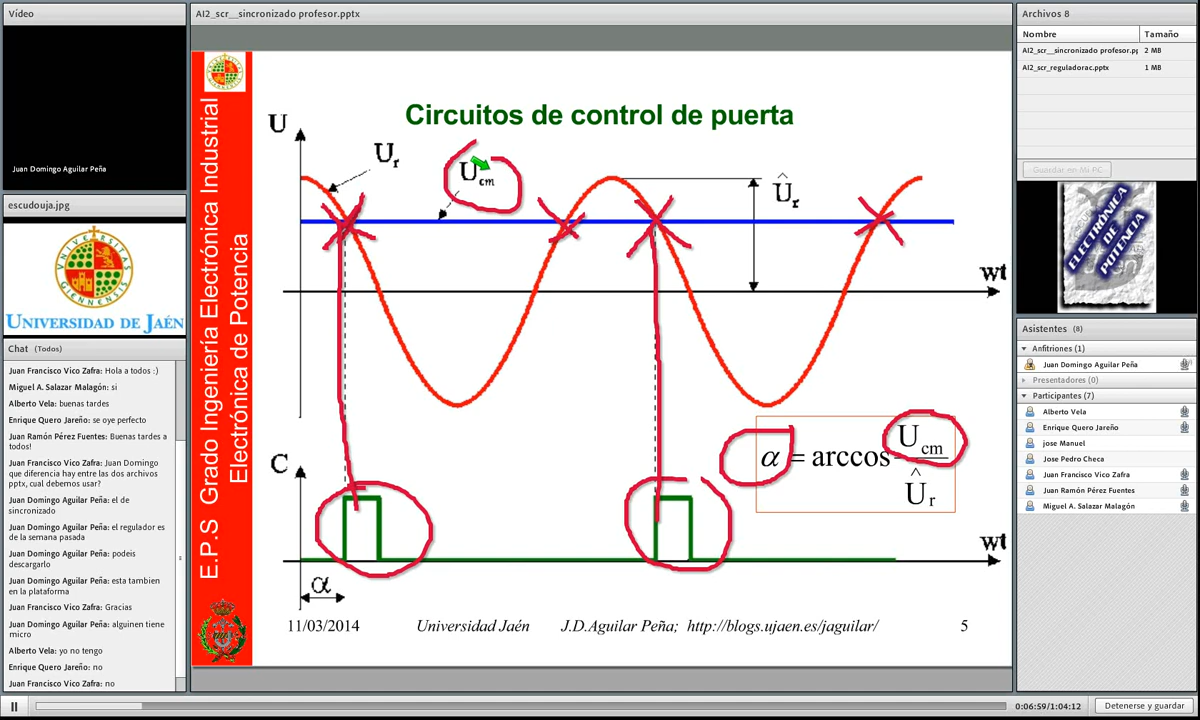 Vídeo
Juan Domingo Aguilar Peña
escudouja.jpg
UNIVERSIDAD DE JAÉN
Chat (Todos)
Juan Francisco Vico Zafra: Hola a todos :)
Miguel A. Salazar Malagón: si
Alberto Vela: buenas tardes
Enrique Quero Jareño: se oye perfecto
Juan Ramón Pérez Fuentes: Buenas tardes a
todos!
Juan Francisco Vico Zafra: Juan Domingo
que diferencia hay entre las dos archivos
pptx, cual debemos usar?
Juan Domingo Aguilar Peña: el de
sincronizado
Juan Domingo Aguilar Peña: el regulador es
de la semana pasada
Juan Domingo Aguilar Peña: podeis
descargarlo
Juan Domingo Aguilar Peña: esta tambien
en la plataforma
Juan Francisco Vico Zafra: Gracias
Juan Domingo Aguilar Peña: alguinen tiene
micro
Alberto Vela: yo no tengo
Enrique Quero Jareño: no
Juan Francisco Vico Zafra: no
AI2_scr__sincronizado profesor.pptx
E.P.S Grado Ingeniería Electrónica Industrial
Electrónica de Potencia
Circuitos de control de puerta
U
Ur
Ucm
Ûr
wt
α = arccos Ucm / Ûr
C
wt
α
11/03/2014 Universidad Jaén J.D.Aguilar Peña; http://blogs.ujaen.es/jaguilar/ 5
Archivos 8
Nombre Tamaño
AI2_scr__sincronizado profesor.pp 2 MB
AI2_scr_reguladorac.pptx 1 MB
Guardar en Mi PC
ELECTRÓNICA
DE
POTENCIA
Asistentes (8)
Anfitriones (1)
Juan Domingo Aguilar Peña
Presentadores (0)
Participantes (7)
Alberto Vela
Enrique Quero Jareño
jose Manuel
Jose Pedro Checa
Juan Francisco Vico Zafra
Juan Ramón Pérez Fuentes
Miguel A. Salazar Malagón
0:06:59/1:04:12
Detenerse y guardar